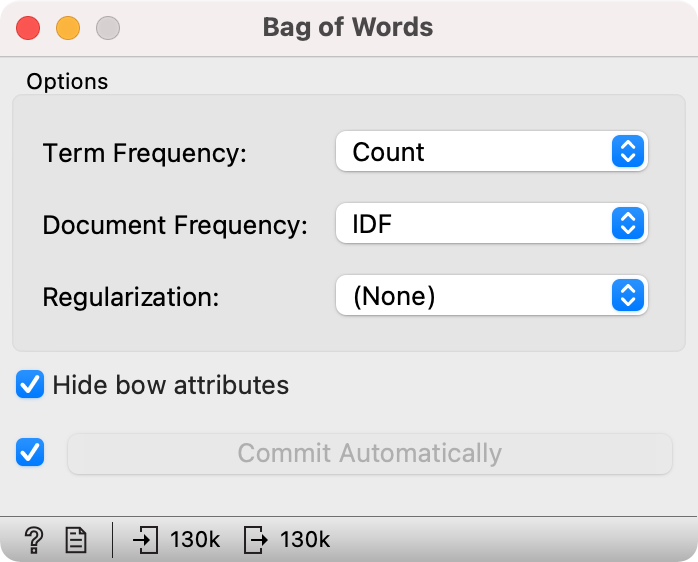 Bag of Words
Options
Term Frequency: Count
Document Frequency: IDF
Regularization: (None)
Hide bow attributes
Commit Automatically
? 130k 130k